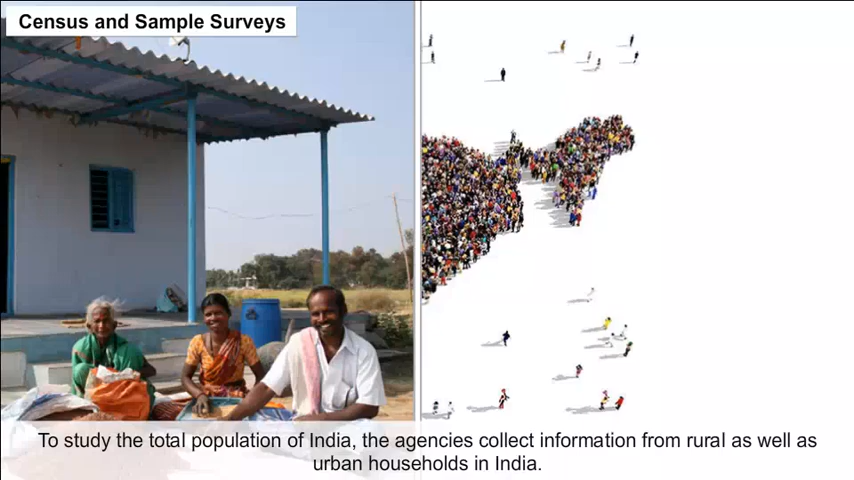 Census and Sample Surveys
To study the total population of India, the agencies collect information from rural as well as
urban households in India.